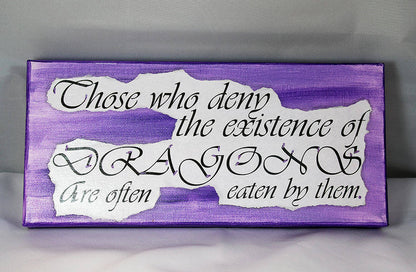 Those who deny
the existence of
DRAGONS
Are often eaten by them.